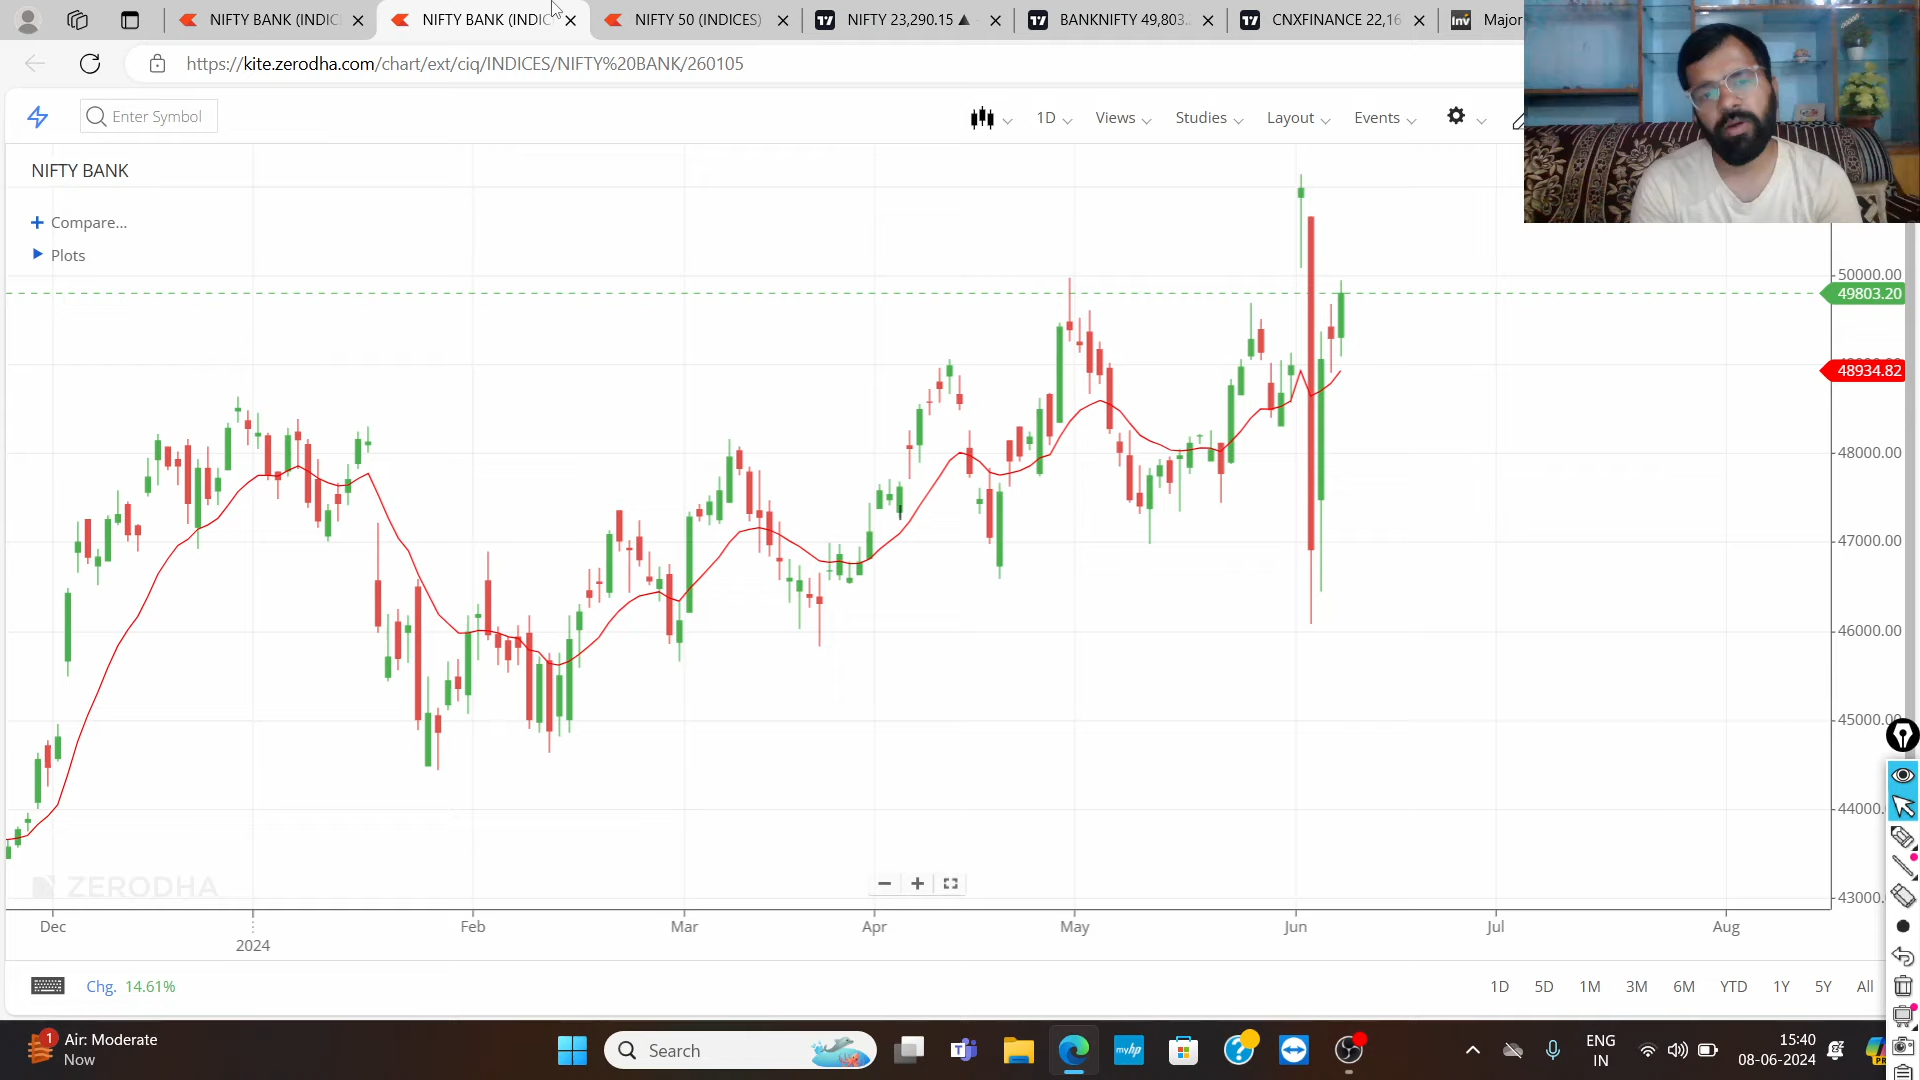 NIFTY BANK (INDIC
NIFTY BANK (INDIC
NIFTY 50 (INDICES)
NIFTY 23,290.15 ▲
BANKNIFTY 49,803..
CNXFINANCE 22,16
Inv
Major
https://kite.zerodha.com/chart/ext/ciq/INDICES/NIFTY%20BANK/260105
Enter Symbol
1D
Views
Studies
Layout
Events
NIFTY BANK
+ Compare...
Plots
50000.00
49803.20
48934.82
48000.00
47000.00
46000.00
45000.00
44000.
43000.
ZERODHA
Dec
2024
Feb
Mar
Apr
May
Jun
Jul
Aug
Chg. 14.61%
1D 5D 1M 3M 6M YTD 1Y 5Y All
1
Air: Moderate
Now
Search
myhp
ENG
IN
15:40
08-06-2024